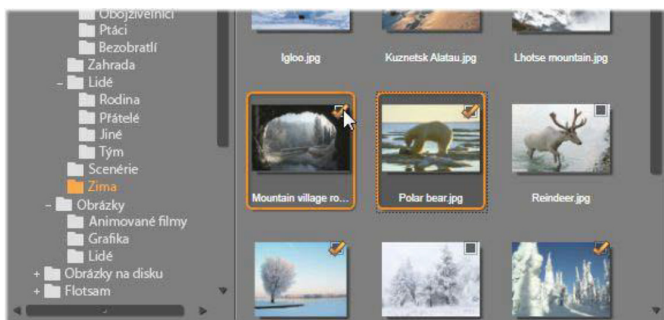 Obojživelníci
Ptáci
Bezobratlí
Zahrada
Lidé
Rodina
Přátelé
Jiné
Tým
Scenérie
Zima
Obrázky
Animované filmy
Grafika
Lidé
Obrázky na disku
Flotsam
Igloo.jpg
Kuznetsk Alatau.jpg
Lhotse mountain.jpg
Mountain village ro...
Polar bear.jpg
Reindeer.jpg